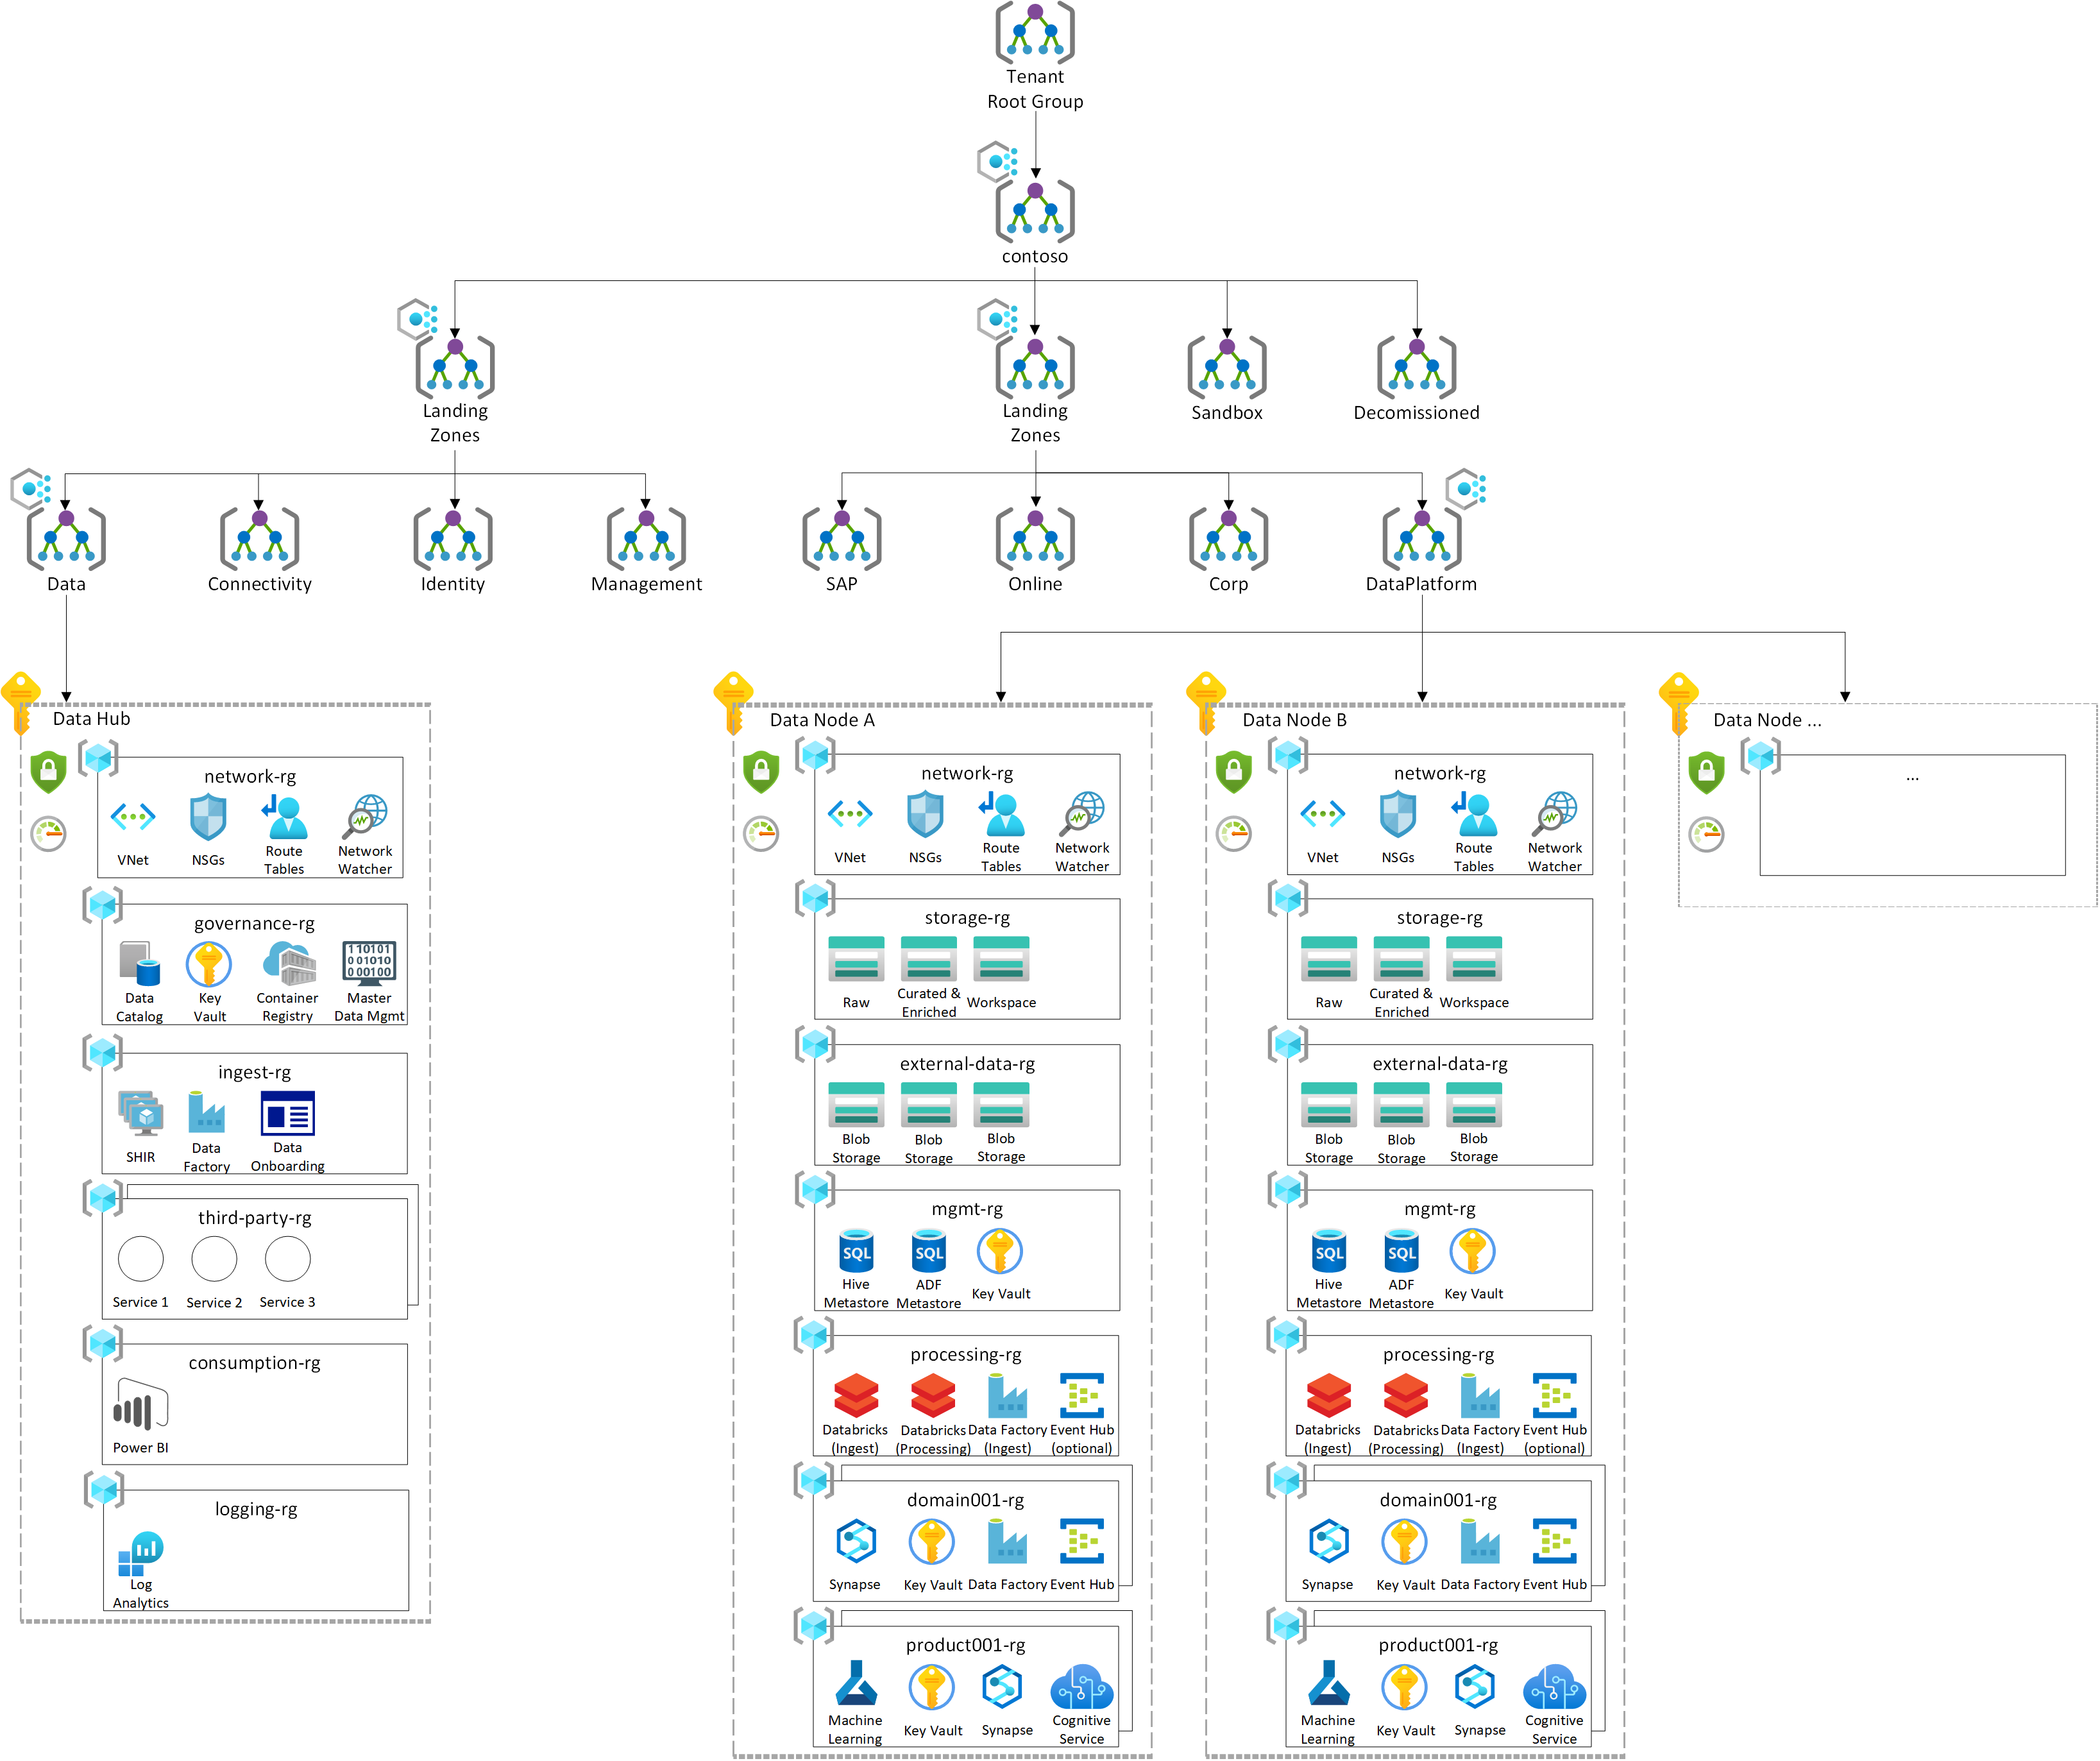 Tenant
Root Group
contoso
Landing
Zones
Landing
Zones
Sandbox
Decomissioned
Data
Connectivity
Identity
Management
SAP
Online
Corp
DataPlatform
Data Hub
network-rg
VNet
NSGs
Route
Tables
Network
Watcher
governance-rg
110101
001010
000100
Data
Catalog
Key
Vault
Container
Registry
Master
Data Mgmt
ingest-rg
SHIR
Data
Factory
Data
Onboarding
third-party-rg
Service 1
Service 2
Service 3
consumption-rg
Power BI
logging-rg
Log
Analytics
Data Node A
network-rg
VNet
NSGs
Route
Tables
Network
Watcher
storage-rg
Raw
Curated &
Enriched
Workspace
external-data-rg
Blob
Storage
Blob
Storage
Blob
Storage
mgmt-rg
SQL
Hive
Metastore
SQL
ADF
Metastore
Key Vault
processing-rg
Databricks
(Ingest)
Databricks
(Processing)
Data Factory
(Ingest)
Event Hub
(optional)
domain001-rg
Synapse
Key Vault
Data Factory
Event Hub
product001-rg
Machine
Learning
Key Vault
Synapse
Cognitive
Service
Data Node B
network-rg
VNet
NSGs
Route
Tables
Network
Watcher
storage-rg
Raw
Curated &
Enriched
Workspace
external-data-rg
Blob
Storage
Blob
Storage
Blob
Storage
mgmt-rg
SQL
Hive
Metastore
SQL
ADF
Metastore
Key Vault
processing-rg
Databricks
(Ingest)
Databricks
(Processing)
Data Factory
(Ingest)
Event Hub
(optional)
domain001-rg
Synapse
Key Vault
Data Factory
Event Hub
product001-rg
Machine
Learning
Key Vault
Synapse
Cognitive
Service
Data Node ...
...